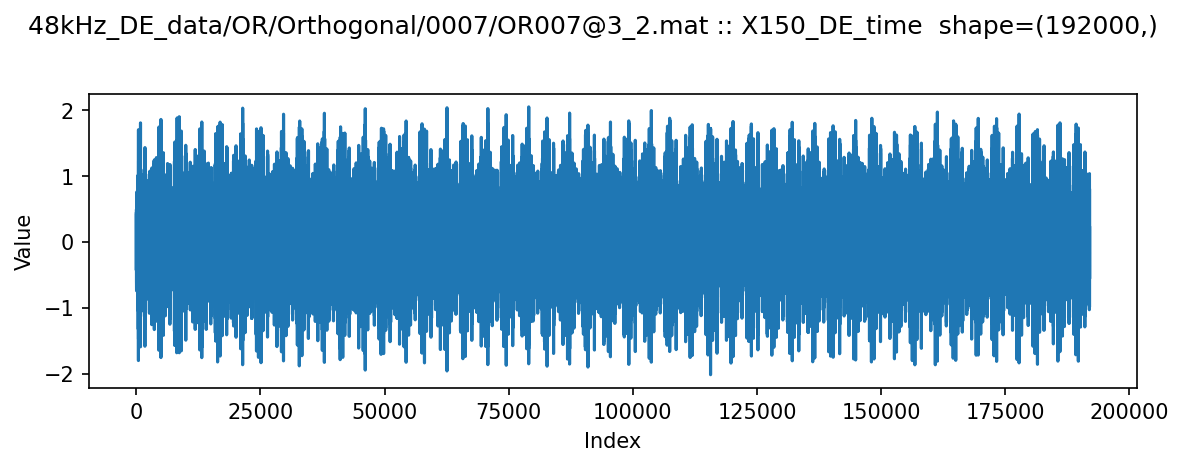 48kHz_DE_data/OR/Orthogonal/0007/OR007@3_2.mat :: X150_DE_time  shape=(192000,)
Value
2
1
0
−1
−2
0 25000 50000 75000 100000 125000 150000 175000 200000
Index